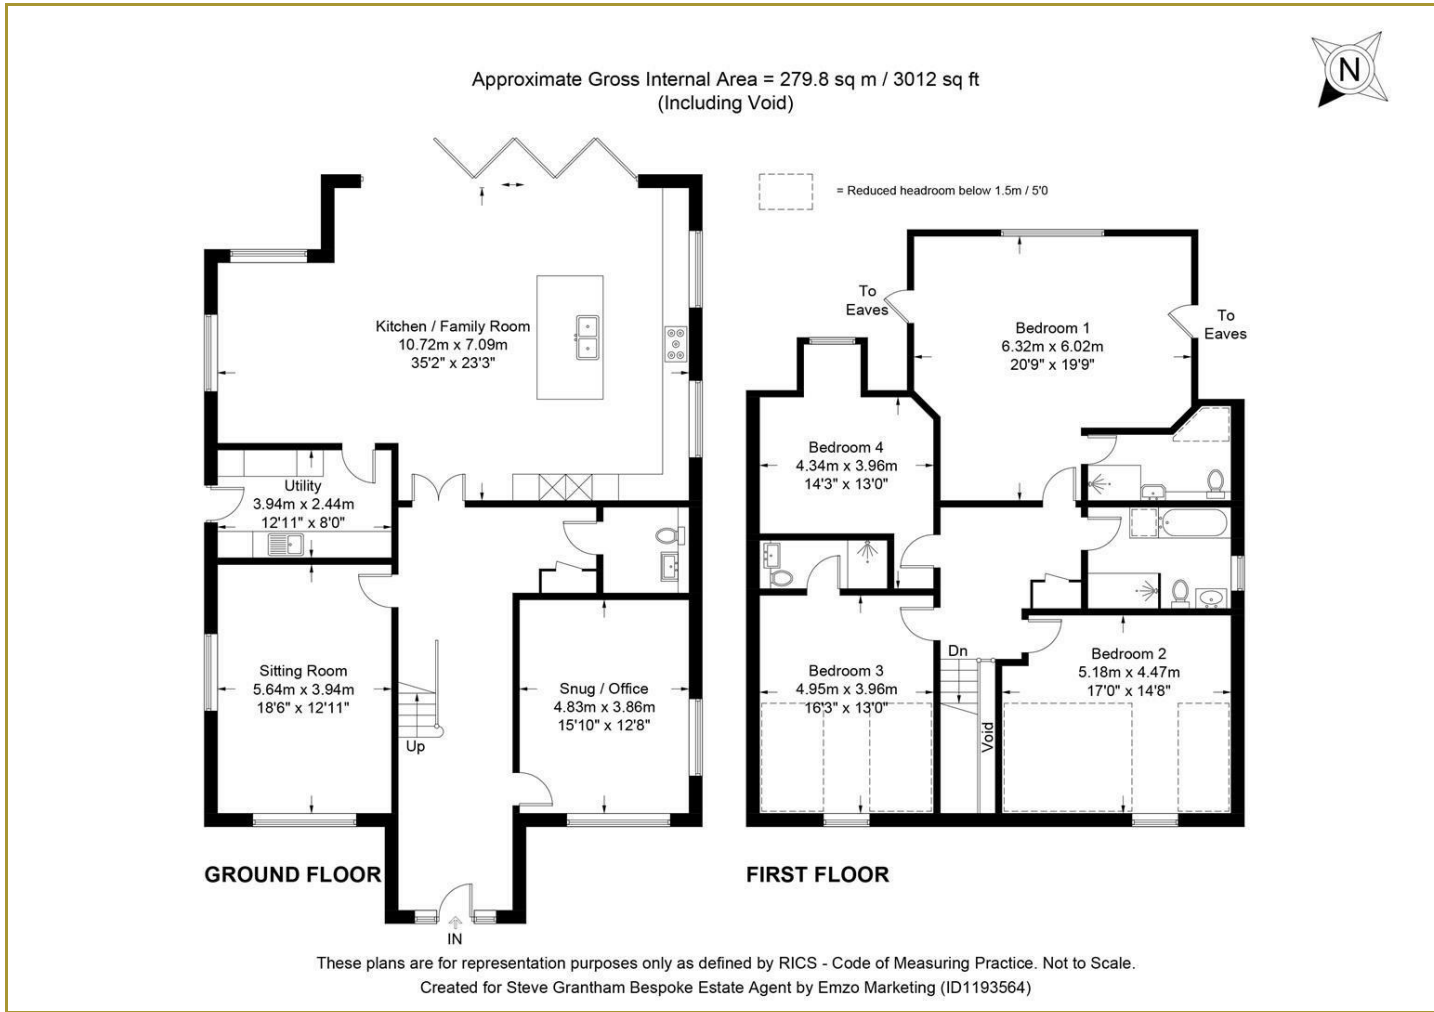 N
Approximate Gross Internal Area = 279.8 sq m / 3012 sq ft
(Including Void)
= Reduced headroom below 1.5m / 5'0
Kitchen / Family Room
10.72m x 7.09m
35'2" x 23'3"
Utility
3.94m x 2.44m
12'11" x 8'0"
Sitting Room
5.64m x 3.94m
18'6" x 12'11"
Up
Snug / Office
4.83m x 3.86m
15'10" x 12'8"
IN
GROUND FLOOR
To
Eaves
Bedroom 1
6.32m x 6.02m
20'9" x 19'9"
To
Eaves
Bedroom 4
4.34m x 3.96m
14'3" x 13'0"
Bedroom 3
4.95m x 3.96m
16'3" x 13'0"
Dn
Void
Bedroom 2
5.18m x 4.47m
17'0" x 14'8"
FIRST FLOOR
These plans are for representation purposes only as defined by RICS - Code of Measuring Practice. Not to Scale.
Created for Steve Grantham Bespoke Estate Agent by Emzo Marketing (ID1193564)